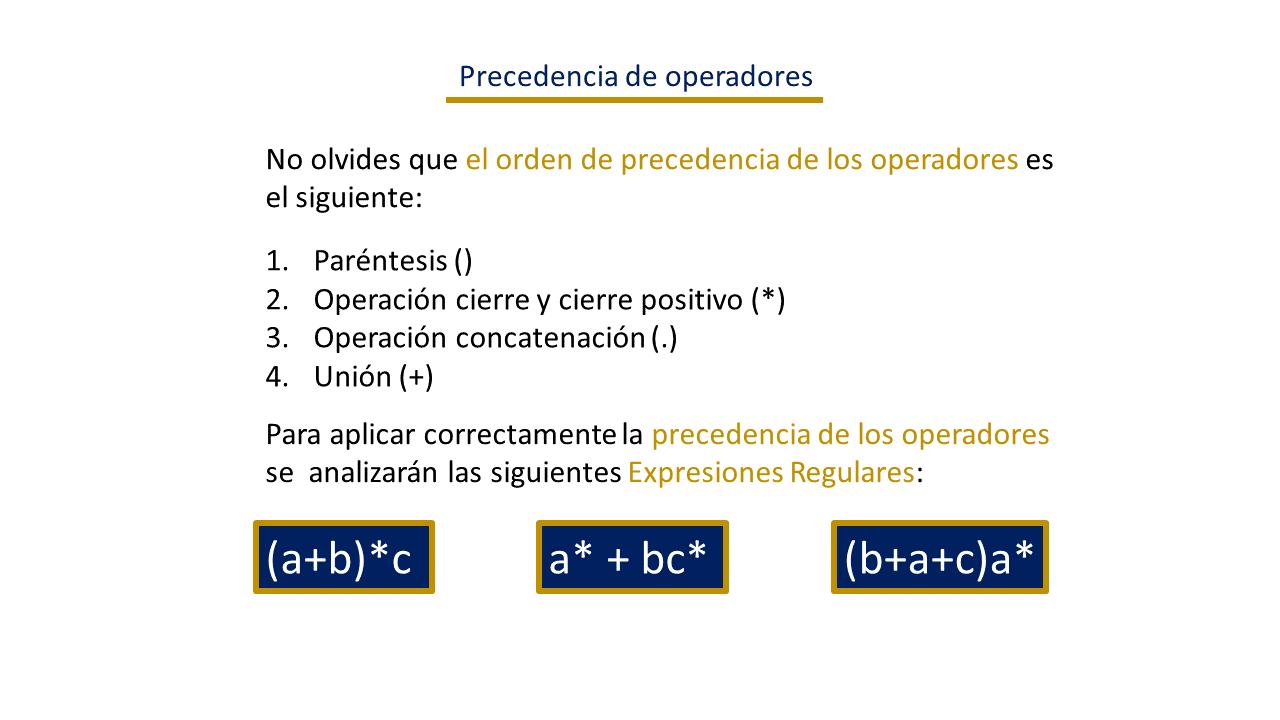 Precedencia de operadores
No olvides que el orden de precedencia de los operadores es
el siguiente:
1. Paréntesis ()
2. Operación cierre y cierre positivo (*)
3. Operación concatenación (.)
4. Unión (+)
Para aplicar correctamente la precedencia de los operadores
se analizarán las siguientes Expresiones Regulares:
(a+b)*c
a* + bc*
(b+a+c)a*